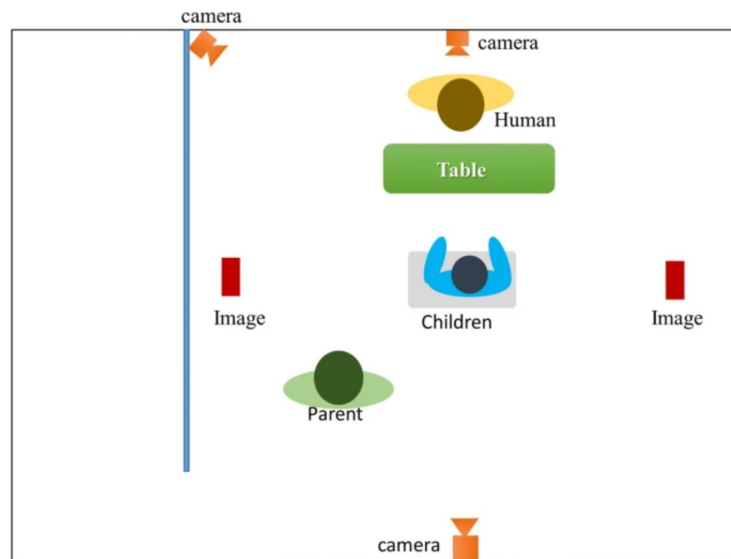 camera
camera
Human
Table
Image
Children
Image
Parent
camera